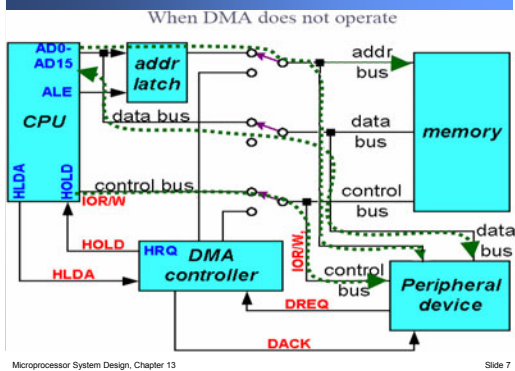 When DMA does not operate
AD0-
AD15
ALE
CPU
HLDA
HOLD
addr
latch
addr
bus
data bus
data
bus
memory
control bus
IOR/W
control
bus
HOLD
HLDA
HRQ
DMA
controller
IOR/W,
control
bus
data
bus
Peripheral
device
DREQ
DACK
Microprocessor System Design, Chapter 13
Slide 7